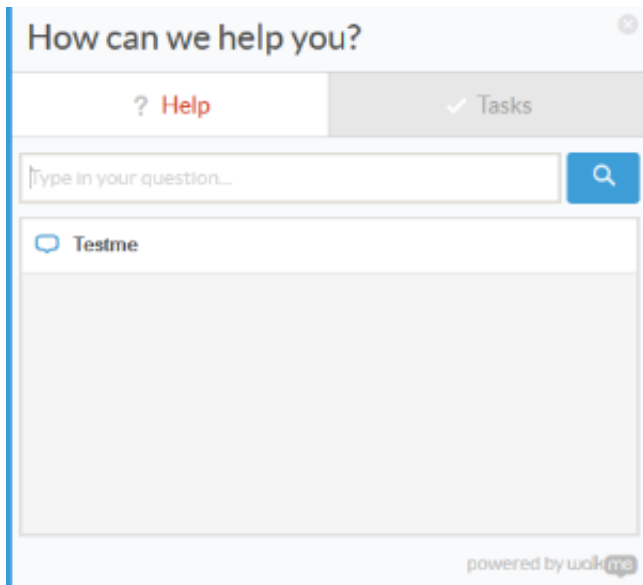 How can we help you?
? Help
Tasks
Type in your question...
Testme
powered by walkme